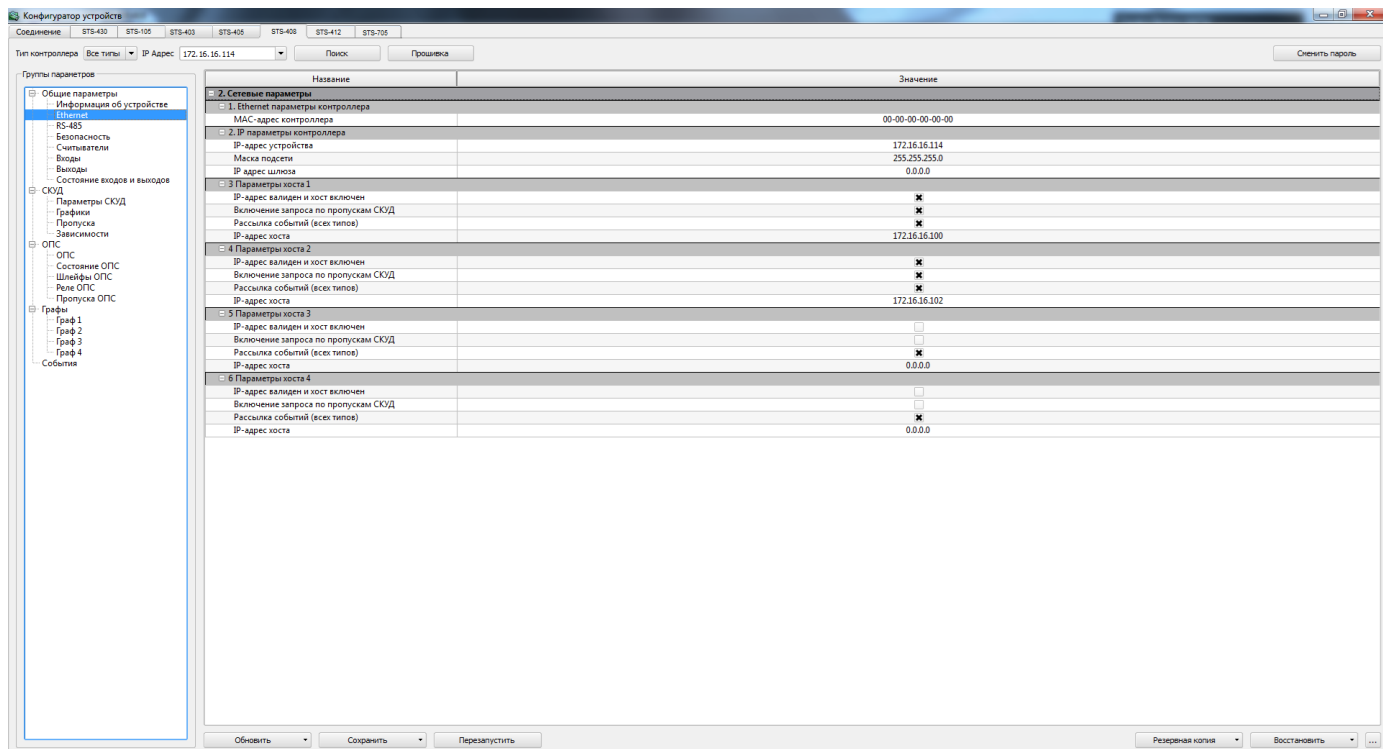 Конфигуратор устройств
Соединение STS-430 STS-105 STS-403 STS-405 STS-408 STS-412 STS-705
Тип контроллера Все типы IP Адрес 172.16.16.114 Поиск Прошивка Сменить пароль
Группы параметров
Общие параметры
Информация об устройстве
Ethernet
RS-485
Безопасность
Считыватели
Входы
Выходы
Состояние входов и выходов
СКУД
Параметры СКУД
Графики
Пропуска
Зависимости
ОПС
ОПС
Состояние ОПС
Шлейфы ОПС
Реле ОПС
Пропуска ОПС
Графы
Граф 1
Граф 2
Граф 3
Граф 4
События
Название Значение
2. Сетевые параметры
1. Ethernet параметры контроллера
MAC-адрес контроллера 00-00-00-00-00-00
2. IP параметры контроллера
IP-адрес устройства 172.16.16.114
Маска подсети 255.255.255.0
IP адрес шлюза 0.0.0.0
3 Параметры хоста 1
IP-адрес валиден и хост включен
Включение запроса по пропускам СКУД
Рассылка событий (всех типов)
IP-адрес хоста 172.16.16.100
4 Параметры хоста 2
IP-адрес валиден и хост включен
Включение запроса по пропускам СКУД
Рассылка событий (всех типов)
IP-адрес хоста 172.16.16.102
5 Параметры хоста 3
IP-адрес валиден и хост включен
Включение запроса по пропускам СКУД
Рассылка событий (всех типов)
IP-адрес хоста 0.0.0.0
6 Параметры хоста 4
IP-адрес валиден и хост включен
Включение запроса по пропускам СКУД
Рассылка событий (всех типов)
IP-адрес хоста 0.0.0.0
Обновить Сохранить Перезапустить Резервная копия Восстановить ...